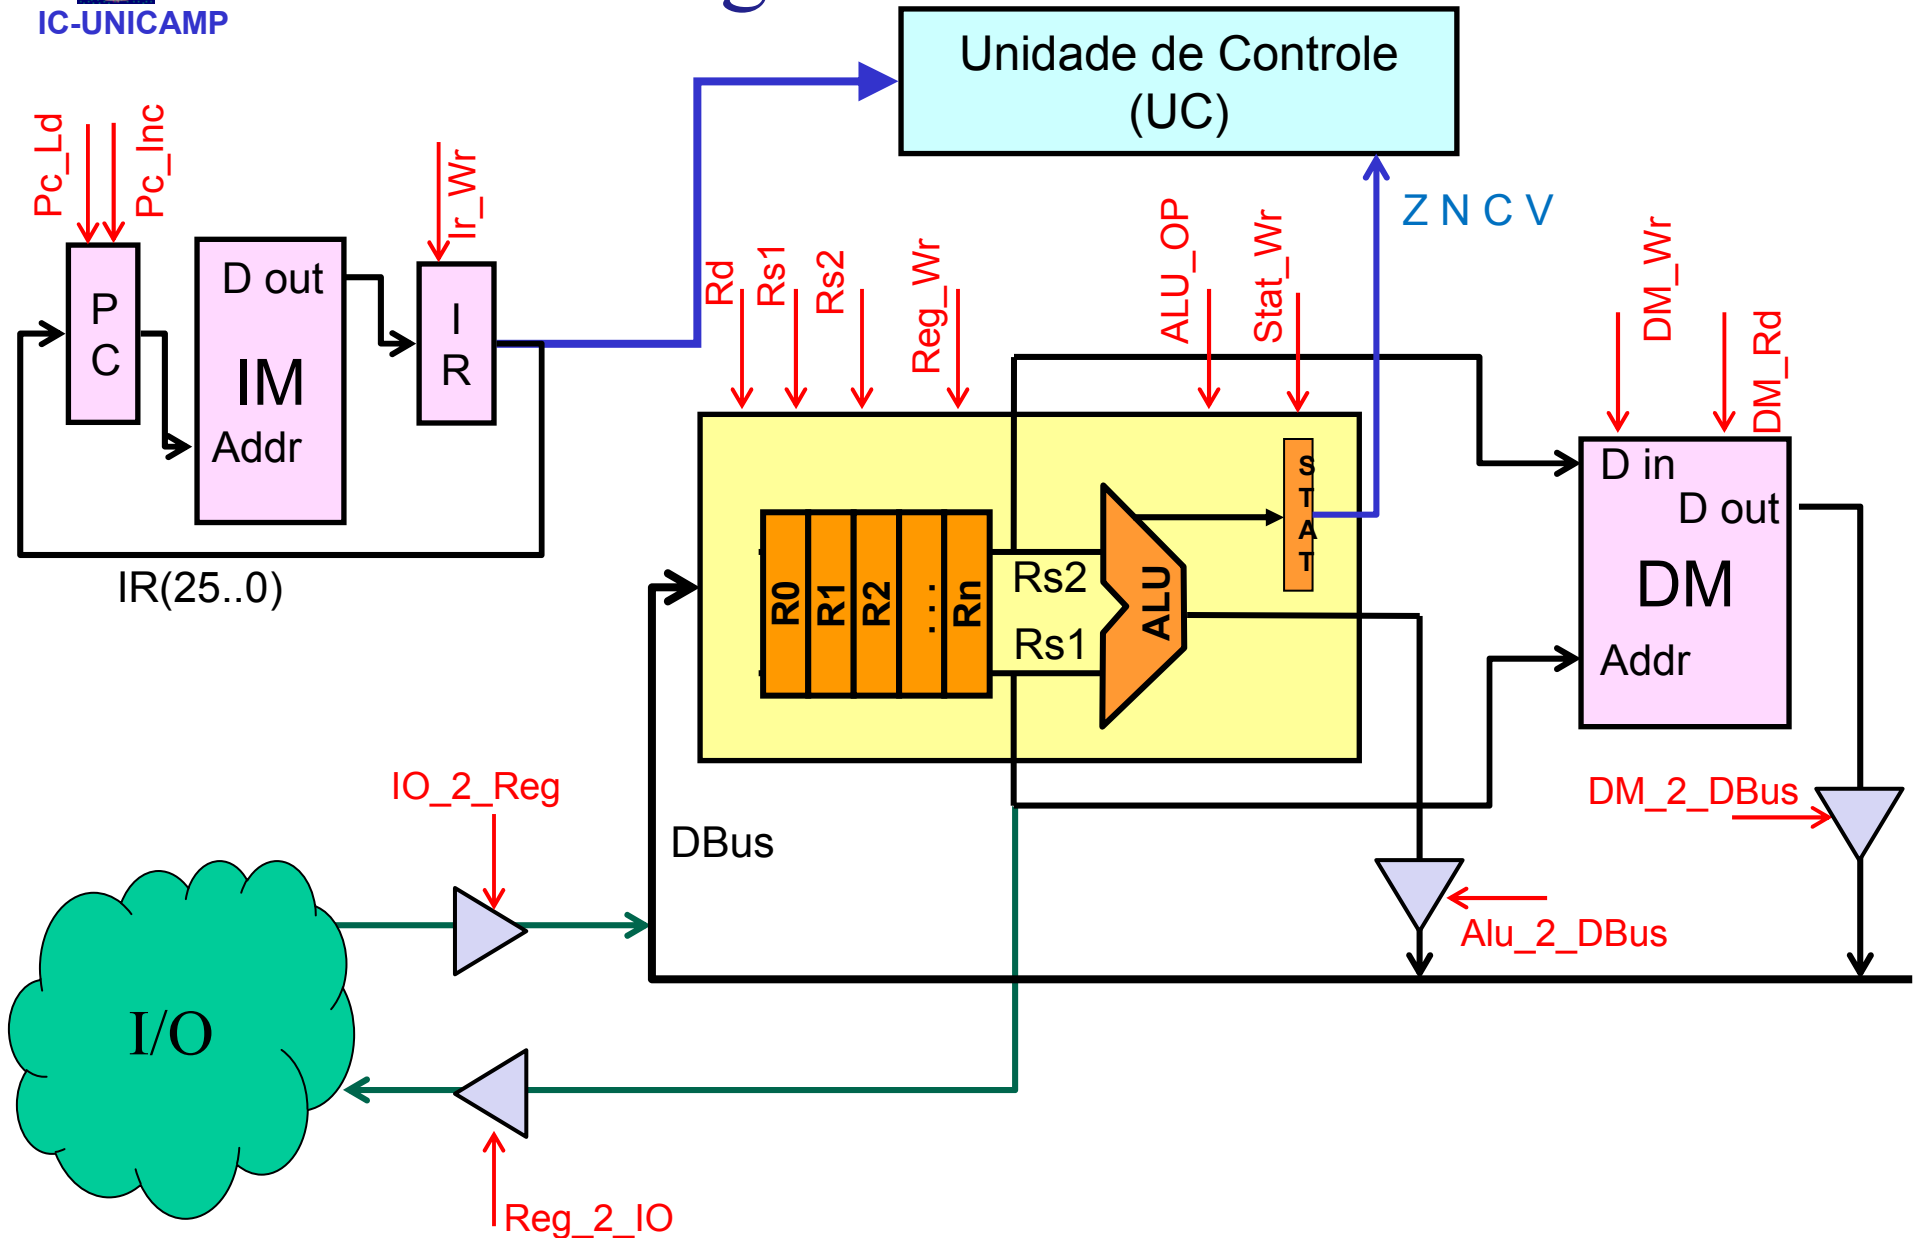 IC-UNICAMP
Unidade de Controle
(UC)
Pc_Ld
Pc_Inc
Ir_Wr
P
C
D out
IM
Addr
I
R
IR(25..0)
Rd
Rs1
Rs2
Reg_Wr
ALU_OP
Stat_Wr
Z N C V
DM_Wr
DM_Rd
R0
R1
R2
...
Rn
Rs2
Rs1
ALU
S
T
A
T
D in
D out
DM
Addr
IO_2_Reg
DBus
DM_2_DBus
Alu_2_DBus
I/O
Reg_2_IO